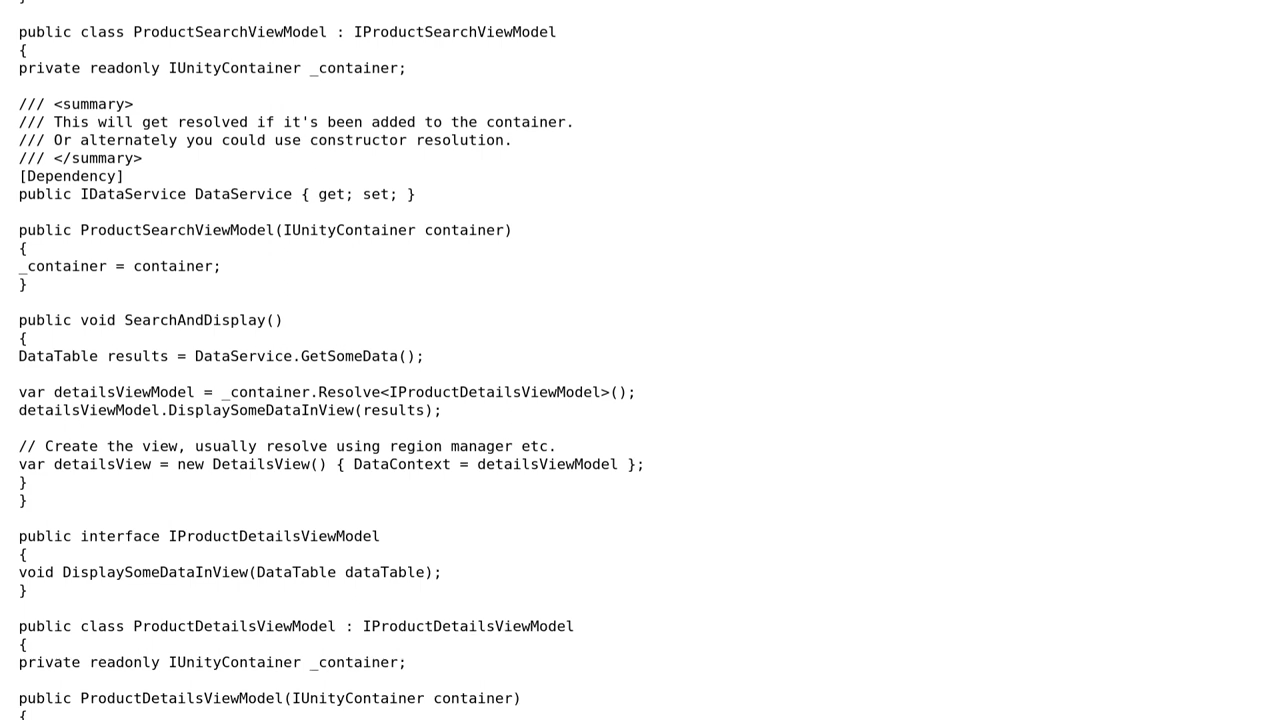 }
public class ProductSearchViewModel : IProductSearchViewModel
{
private readonly IUnityContainer _container;
/// <summary>
/// This will get resolved if it's been added to the container.
/// Or alternately you could use constructor resolution.
/// </summary>
[Dependency]
public IDataService DataService { get; set; }
public ProductSearchViewModel(IUnityContainer container)
{
_container = container;
}
public void SearchAndDisplay()
{
DataTable results = DataService.GetSomeData();
var detailsViewModel = _container.Resolve<IProductDetailsViewModel>();
detailsViewModel.DisplaySomeDataInView(results);
// Create the view, usually resolve using region manager etc.
var detailsView = new DetailsView() { DataContext = detailsViewModel };
}
}
public interface IProductDetailsViewModel
{
void DisplaySomeDataInView(DataTable dataTable);
}
public class ProductDetailsViewModel : IProductDetailsViewModel
{
private readonly IUnityContainer _container;
public ProductDetailsViewModel(IUnityContainer container)
{